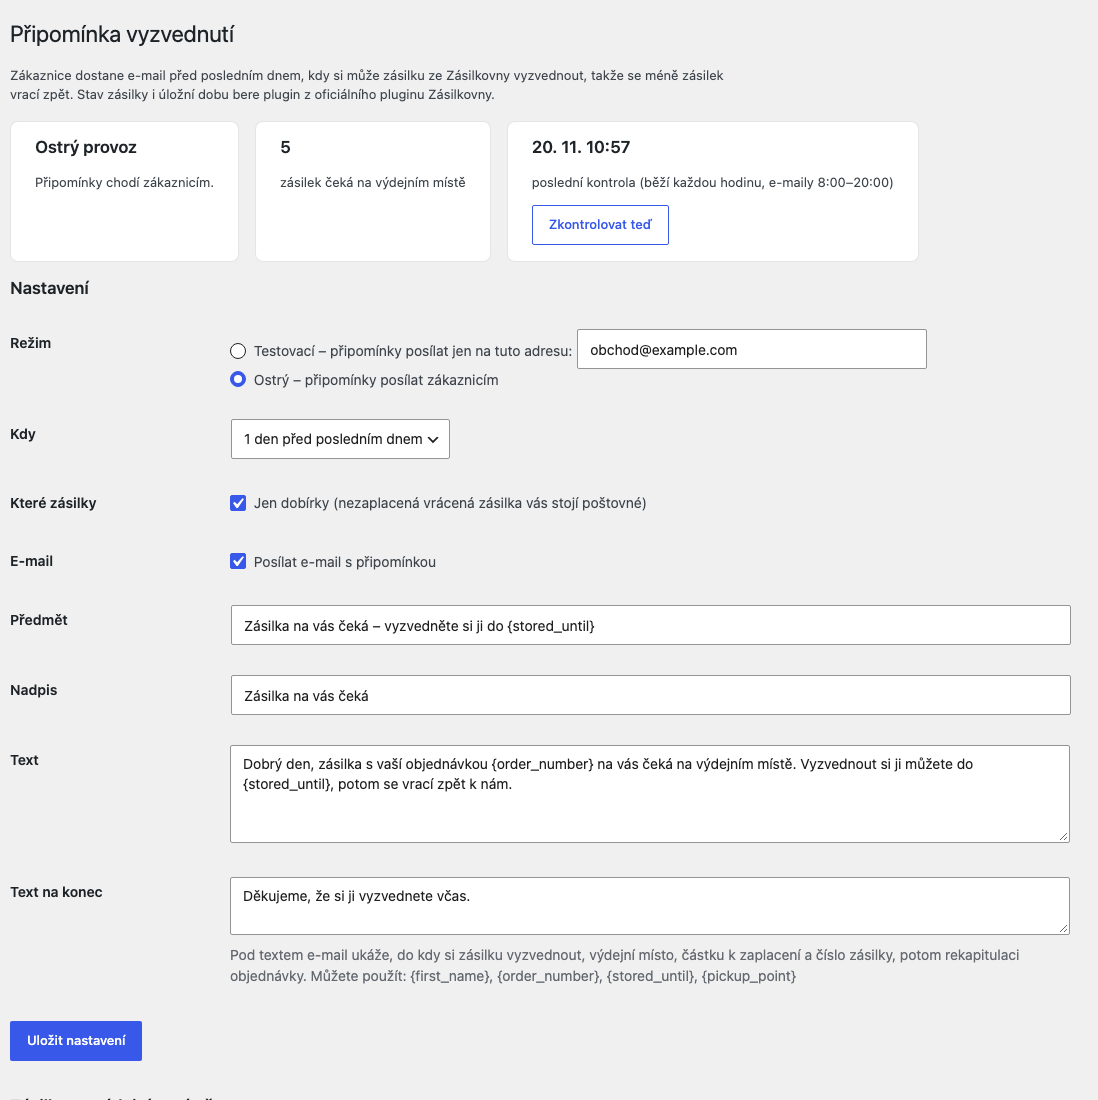 Připomínka vyzvednutí
Zákaznice dostane e-mail před posledním dnem, kdy si může zásilku ze Zásilkovny vyzvednout, takže se méně zásilek
vrací zpět. Stav zásilky i úložní dobu bere plugin z oficiálního pluginu Zásilkovny.
Ostrý provoz
Připomínky chodí zákaznicím.
5
zásilek čeká na výdejním místě
20. 11. 10:57
poslední kontrola (běží každou hodinu, e-maily 8:00–20:00)
Zkontrolovat teď
Nastavení
Režim
Testovací – připomínky posílat jen na tuto adresu: obchod@example.com
Ostrý – připomínky posílat zákaznicím
Kdy
1 den před posledním dnem
Které zásilky
Jen dobírky (nezaplacená vrácená zásilka vás stojí poštovné)
E-mail
Posílat e-mail s připomínkou
Předmět
Zásilka na vás čeká – vyzvedněte si ji do {stored_until}
Nadpis
Zásilka na vás čeká
Text
Dobrý den, zásilka s vaší objednávkou {order_number} na vás čeká na výdejním místě. Vyzvednout si ji můžete do
{stored_until}, potom se vrací zpět k nám.
Text na konec
Děkujeme, že si ji vyzvednete včas.
Pod textem e-mail ukáže, do kdy si zásilku vyzvednout, výdejní místo, částku k zaplacení a číslo zásilky, potom rekapitulaci
objednávky. Můžete použít: {first_name}, {order_number}, {stored_until}, {pickup_point}
Uložit nastavení